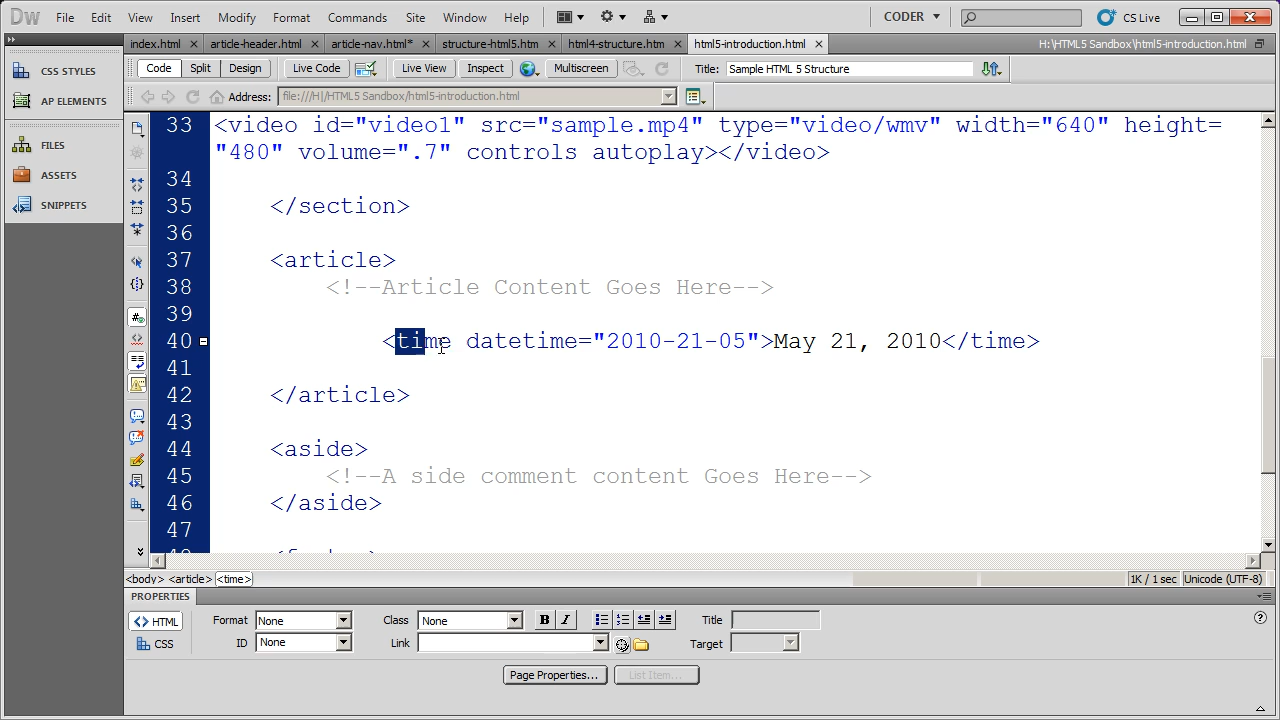 Dw File Edit View Insert Modify Format Commands Site Window Help CODER CS Live
index.html article-header.html article-nav.html* structure-html5.htm html4-structure.htm html5-introduction.html H:\HTML5 Sandbox\html5-introduction.html
Code Split Design Live Code Live View Inspect Multiscreen Title: Sample HTML 5 Structure
Address: file:///H|/HTML5 Sandbox/html5-introduction.html
CSS STYLES
AP ELEMENTS
FILES
ASSETS
SNIPPETS
33 <video id="video1" src="sample.mp4" type="video/wmv" width="640" height=
"480" volume=".7" controls autoplay></video>
34
35 </section>
36
37 <article>
38 <!--Article Content Goes Here-->
39
40 <time datetime="2010-21-05">May 21, 2010</time>
41
42 </article>
43
44 <aside>
45 <!--A side comment content Goes Here-->
46 </aside>
47
<body> <article> <time> 1K / 1 sec Unicode (UTF-8)
PROPERTIES
<> HTML Format None Class None B I Title
CSS ID None Link Target
Page Properties... List Item...